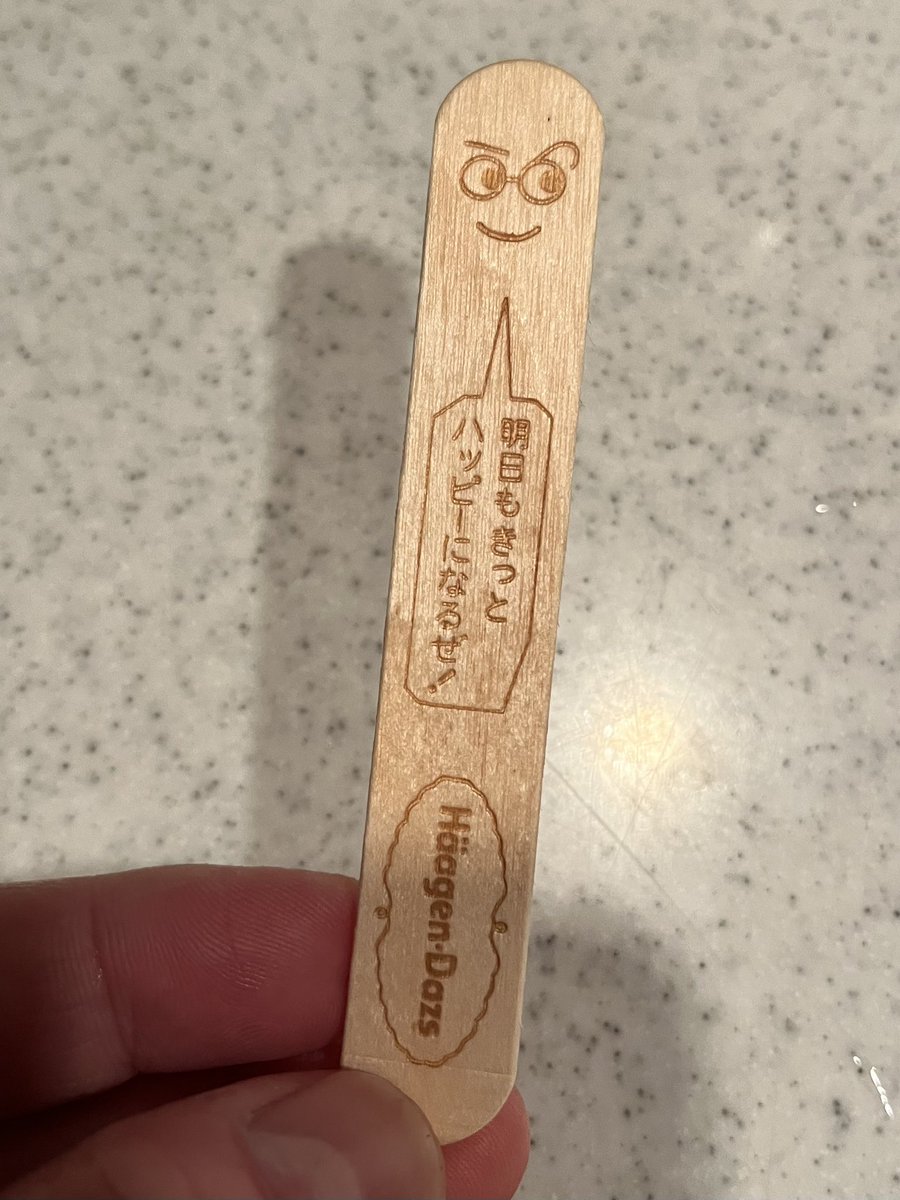 明日もきっと
ハッピーになるぜ!
Häagen-Dazs